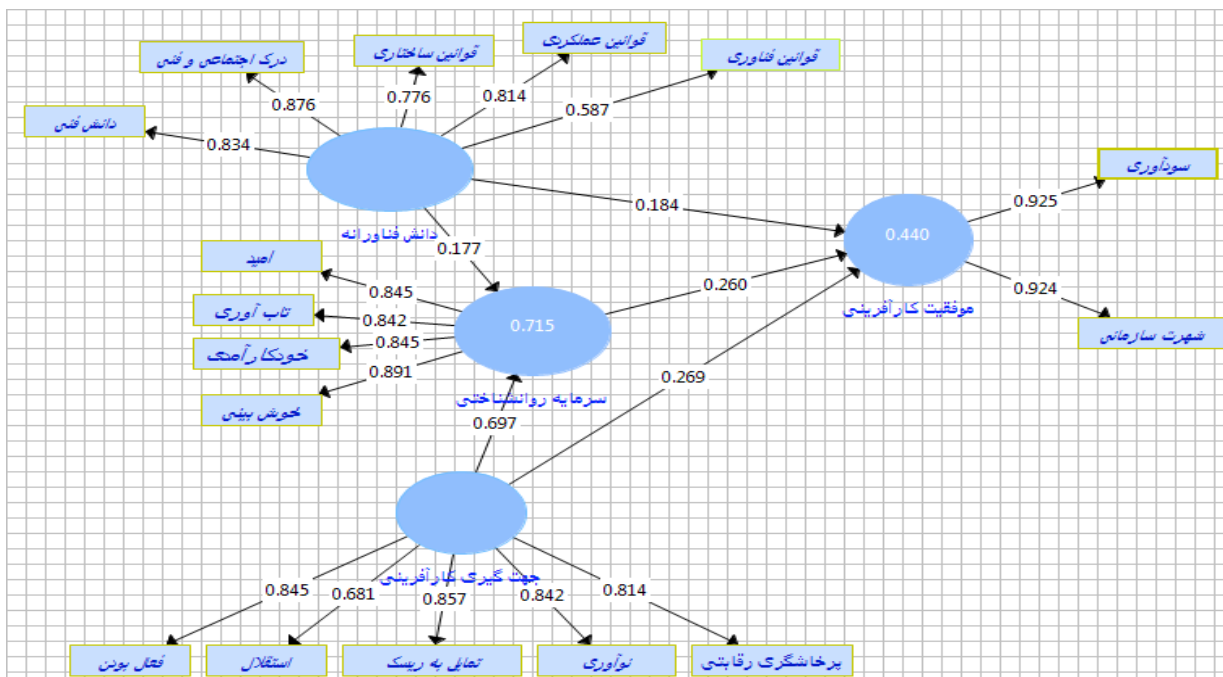 درک اجتماعی و فنی
قوانین ساختاری
قوانین عملکردی
قوانین فناوری
دانش فنی
0.876
0.776
0.814
0.587
0.834
دانش فناورانه
0.184
0.177
سودآوری
0.925
0.440
0.924
موفقیت کارآفرینی
شهرت سازمانی
امید
0.845
تاب آوری
0.842
خودکارآمدی
0.845
خوش بینی
0.891
0.715
0.260
سرمایه روانشناختی
0.697
0.269
جهت گیری کارآفرینی
0.845
0.681
0.857
0.842
0.814
فعال بودن
استقلال
تمایل به ریسک
نوآوری
پرخاشگری رقابتی